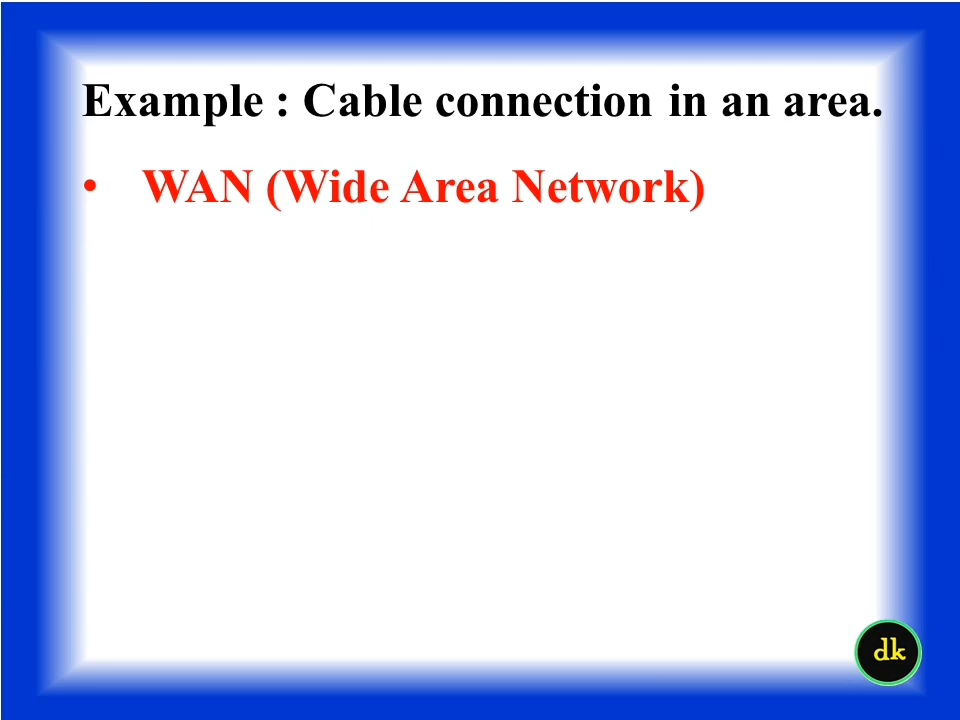 Example : Cable connection in an area.
• WAN (Wide Area Network)
dk